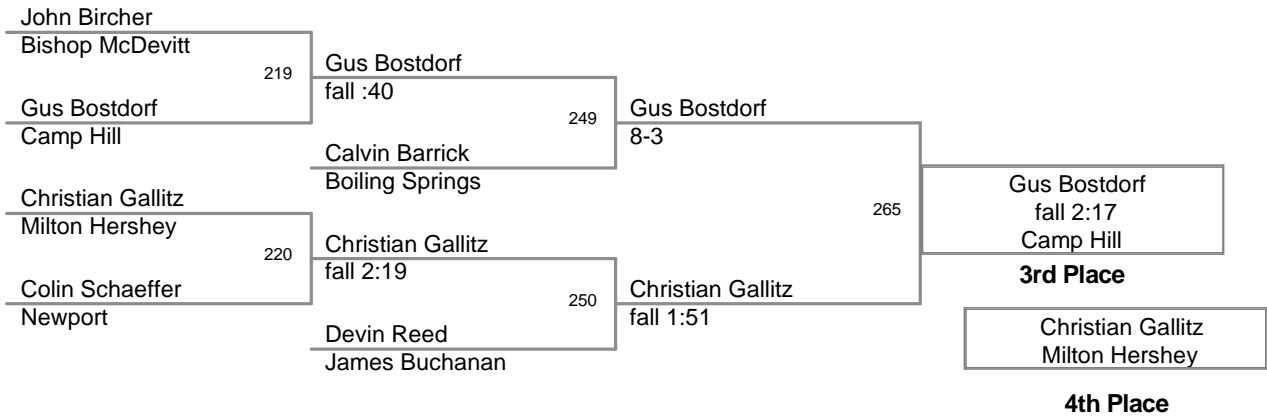 John Bircher
Bishop McDevitt
219
Gus Bostdorf
fall :40
Gus Bostdorf
Camp Hill
249
Gus Bostdorf
8-3
Calvin Barrick
Boiling Springs
Christian Gallitz
Milton Hershey
220
Christian Gallitz
fall 2:19
Colin Schaeffer
Newport
250
Christian Gallitz
fall 1:51
Devin Reed
James Buchanan
265
Gus Bostdorf
fall 2:17
Camp Hill
3rd Place
Christian Gallitz
Milton Hershey
4th Place